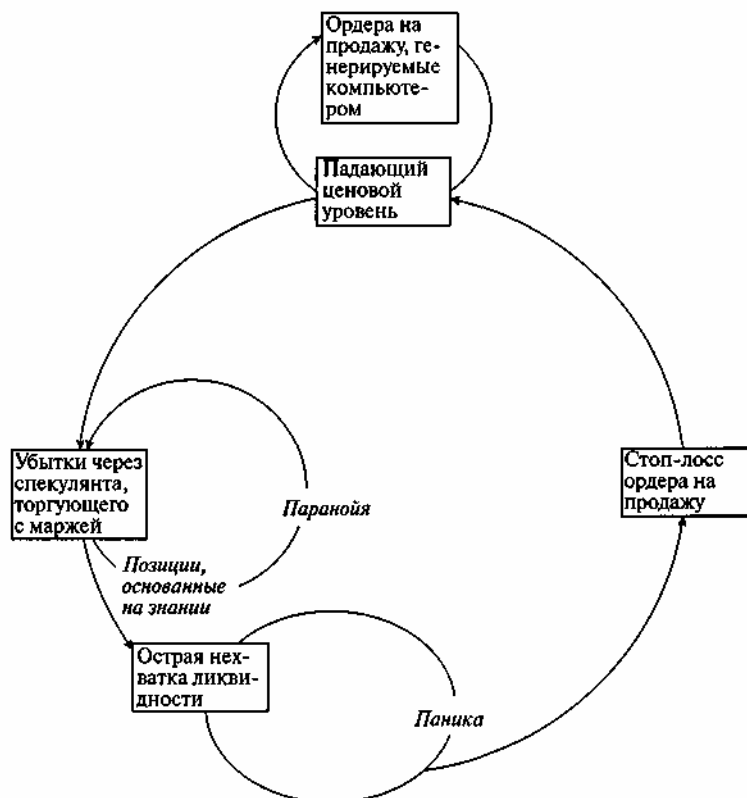 Ордера на
продажу, ге-
нерируемые
компьюте-
ром
Падающий
ценовой
уровень
Убытки через
спекулянта,
торгующего
с маржей
Стоп-лосс
ордера на
продажу
Паранойя
Позиции,
основанные
на знании
Острая нех-
ватка ликви-
дности
Паника